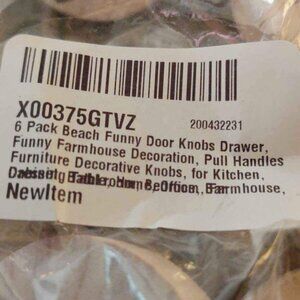 X00375GTVZ
200432231
6 Pack Beach Funny Door Knobs Drawer,
Funny Farmhouse Decoration, Pull Handles
Furniture Decorative Knobs, for Kitchen,
Farmhouse,
NewItem